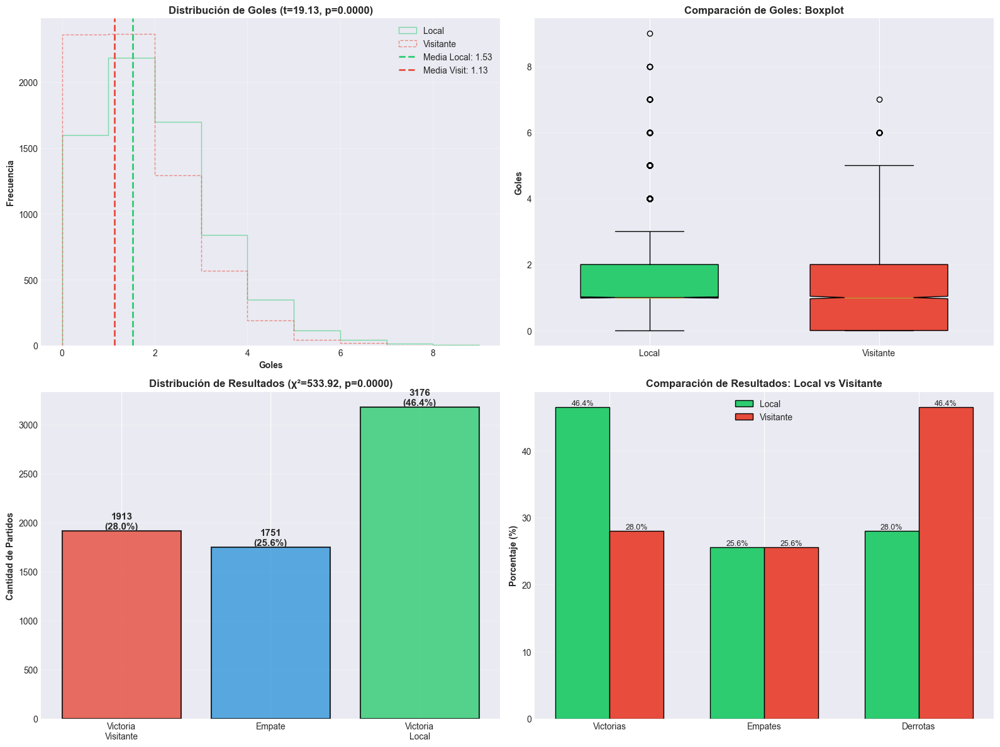 Distribución de Goles (t=19.13, p=0.0000)
Frecuencia
2000
1500
1000
500
0
Local
Visitante
Media Local: 1.53
Media Visit: 1.13
0
2
4
6
8
Goles
Comparación de Goles: Boxplot
Goles
8
6
4
2
0
Local
Visitante
Distribución de Resultados (χ²=533.92, p=0.0000)
Cantidad de Partidos
3000
2500
2000
1500
1000
500
0
1913
(28.0%)
1751
(25.6%)
3176
(46.4%)
Victoria
Visitante
Empate
Victoria
Local
Comparación de Resultados: Local vs Visitante
Porcentaje (%)
40
30
20
10
0
Local
Visitante
46.4%
28.0%
25.6%
25.6%
28.0%
46.4%
Victorias
Empates
Derrotas